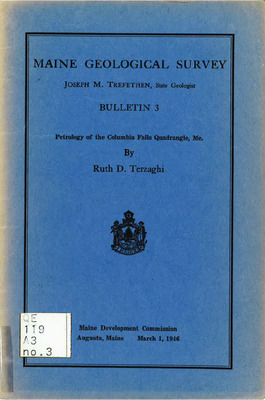 MAINE GEOLOGICAL SURVEY
JOSEPH M. TREFETHEN, State Geologist
BULLETIN 3
Petrology of the Columbia Falls Quadrangle, Me.
By
Ruth D. Terzaghi
QE
119
A3
no.3
Maine Development Commission
Augusta, Maine March 1, 1946